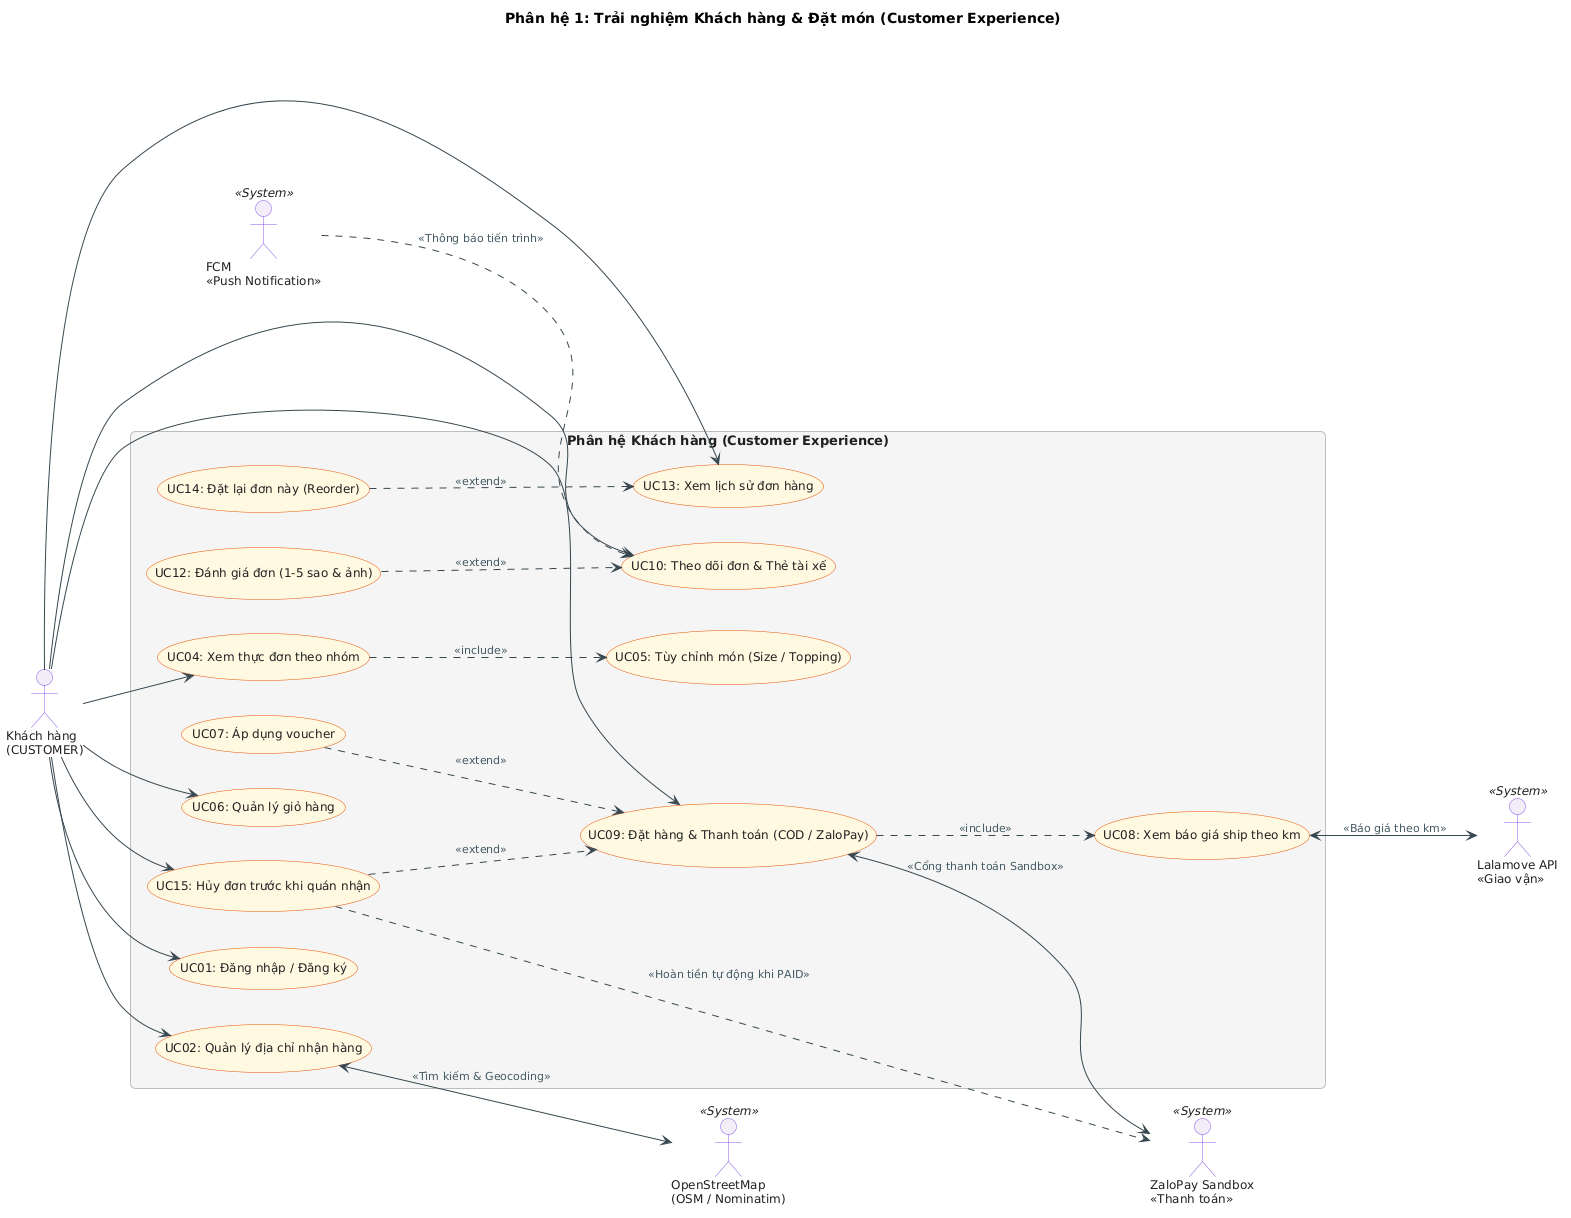 Phân hệ 1: Trải nghiệm Khách hàng & Đặt món (Customer Experience)
«System»
FCM
«Push Notification»
«Thông báo tiến trình»
Phân hệ Khách hàng (Customer Experience)
UC14: Đặt lại đơn này (Reorder)
«extend»
UC13: Xem lịch sử đơn hàng
UC12: Đánh giá đơn (1-5 sao & ảnh)
«extend»
UC10: Theo dõi đơn & Thẻ tài xế
UC04: Xem thực đơn theo nhóm
«include»
UC05: Tùy chỉnh món (Size / Topping)
Khách hàng
(CUSTOMER)
UC07: Áp dụng voucher
«extend»
UC06: Quản lý giỏ hàng
UC09: Đặt hàng & Thanh toán (COD / ZaloPay)
«include»
UC08: Xem báo giá ship theo km
«Báo giá theo km»
«System»
Lalamove API
«Giao vận»
«extend»
UC15: Hủy đơn trước khi quán nhận
«Cổng thanh toán Sandbox»
UC01: Đăng nhập / Đăng ký
«Hoàn tiền tự động khi PAID»
UC02: Quản lý địa chỉ nhận hàng
«Tìm kiếm & Geocoding»
«System»
OpenStreetMap
(OSM / Nominatim)
«System»
ZaloPay Sandbox
«Thanh toán»